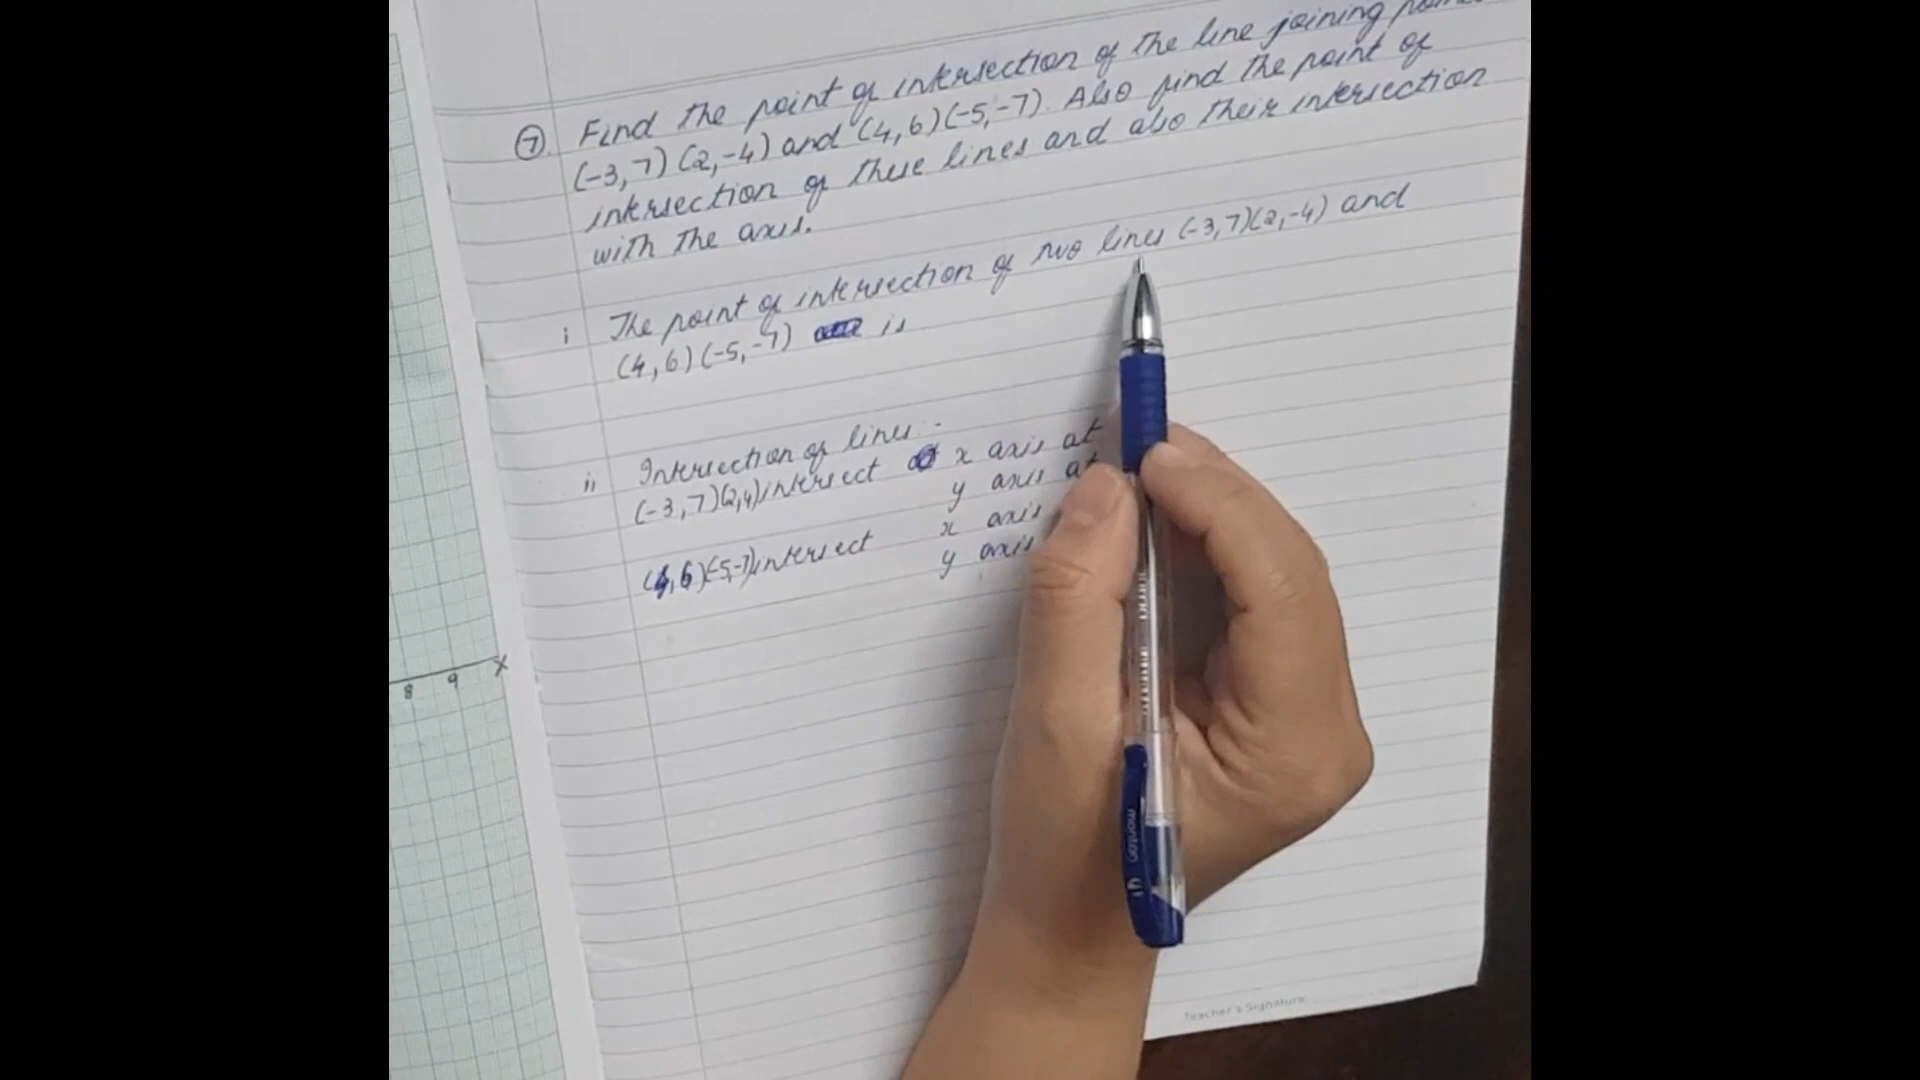 7. Find the point of intersection of the line joining
(-3,7) (2,-4) and (4,6) (-5,-7). Also find the point of
intersection of these lines and also their intersection
with the axis.
i The point of intersection of two lines (-3,7)(2,-4) and
(4,6) (-5,-7) is
ii Intersection of lines:-
(-3,7)(2,4) intersect x axis at
y axis at
(4,6)(-5,-7) intersect x axis
y axis
8 9 X
montex
Teacher's Signature